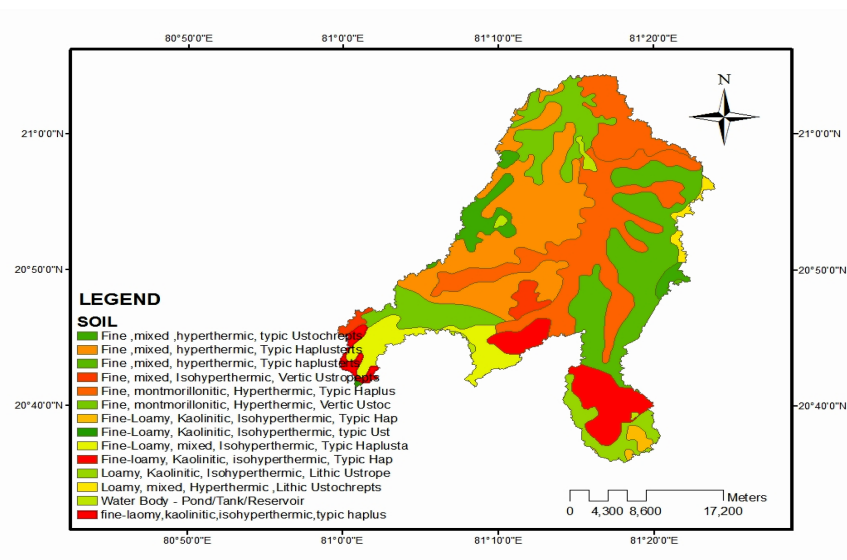 80°50'0"E 81°0'0"E 81°10'0"E 81°20'0"E
N
21°0'0"N 21°0'0"N
20°50'0"N 20°50'0"N
LEGEND
SOIL
Fine ,mixed ,hyperthermic, typic Ustochrepts
Fine ,mixed, hyperthermic, Typic Haplusterts
Fine ,mixed, hyperthermic, Typic haplusterts
Fine, mixed, Isohyperthermic, Vertic Ustropepts
Fine, montmorillonitic, Hyperthermic, Typic Haplus
20°40'0"N 20°40'0"N
Fine, montmorillonitic, Hyperthermic, Vertic Ustoc
Fine-Loamy, Kaolinitic, Isohyperthermic, Typic Hap
Fine-Loamy, Kaolinitic, Isohyperthermic, typic Ust
Fine-Loamy, mixed, Isohyperthermic, Typic Haplusta
Fine-loamy, Kaolinitic, isohyperthermic, Typic Hap
Loamy, Kaolinitic, Isohyperthermic, Lithic Ustrope
Loamy, mixed, Hyperthermic ,Lithic Ustochrepts
Water Body - Pond/Tank/Reservoir
fine-laomy,kaolinitic,isohyperthermic,typic haplus
Meters
0 4,300 8,600 17,200
80°50'0"E 81°0'0"E 81°10'0"E 81°20'0"E